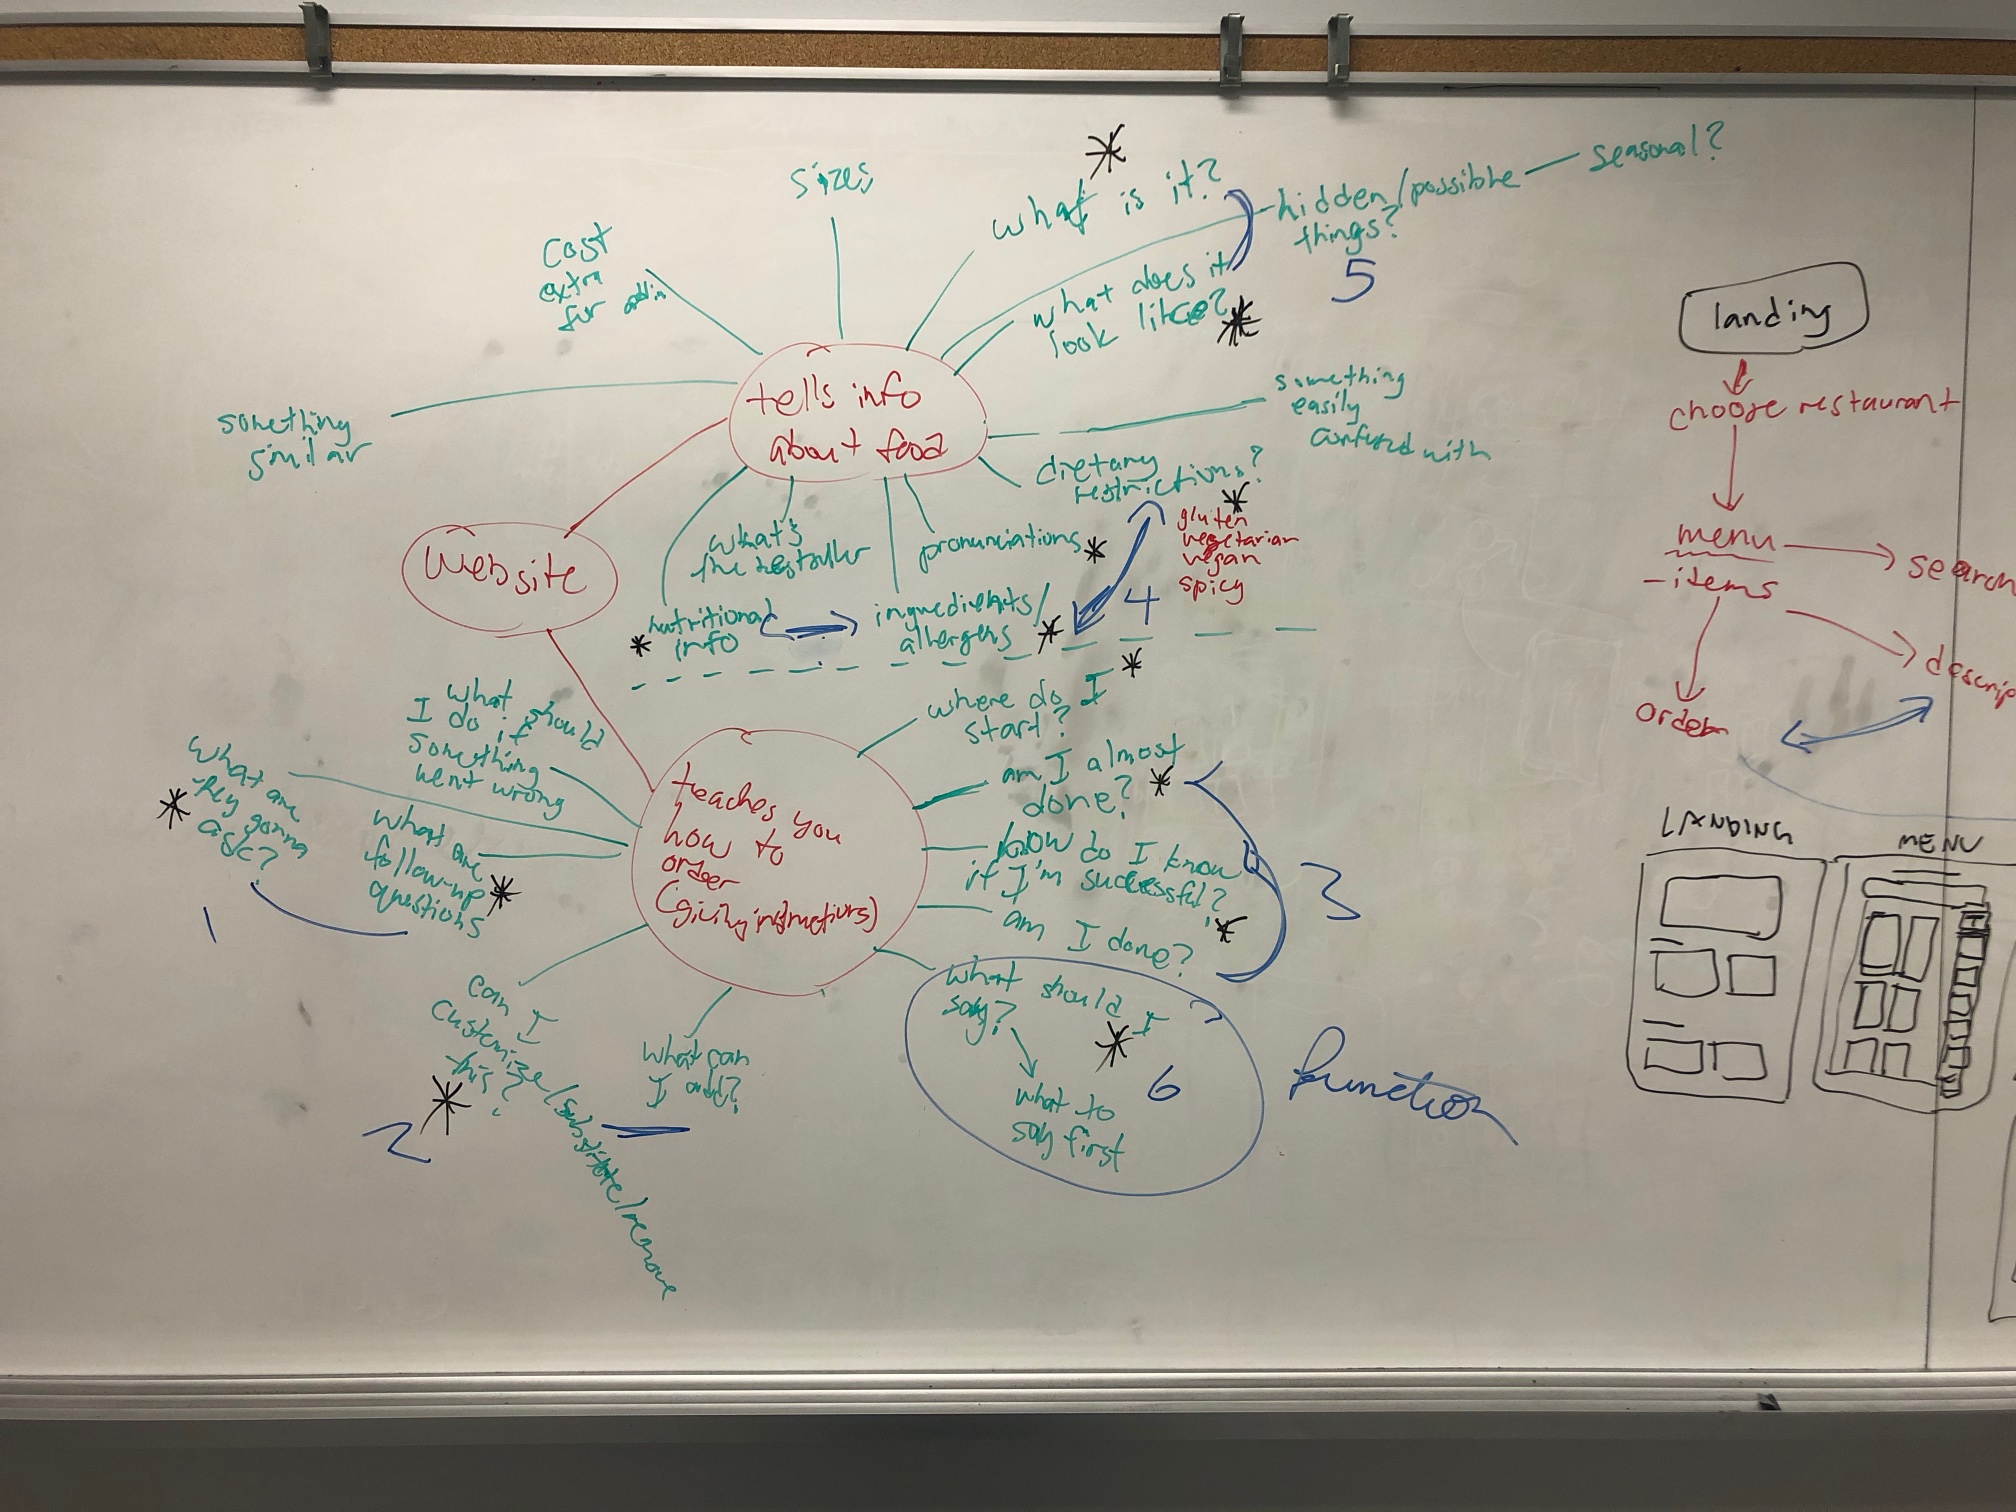 sizes
cost
extra
for
something
similar
what is it?
hidden/possible
things?
seasonal?
5
what does it
look like?
tells info
about food
something
easily
confused with
dietary
restrictions?
gluten
vegetarian
vegan
spicy
4
what's
the
pronunciations
nutritional
info
ingredients/
allergens
website
what should
I do if
something
went wrong
what are
they gonna
ask?
what are
follow-up
questions
1
teaches you
how to
order
(giving instructions)
where do I
start?
am I almost
done?
how do I know
if I'm successful?
am I done?
3
can I
customize/substitute/remove
this?
2
what can
I add?
what should I
say?
what to
say first
6
function
landing
choose restaurant
menu
search
-items
descrip
order
LANDING
MENU